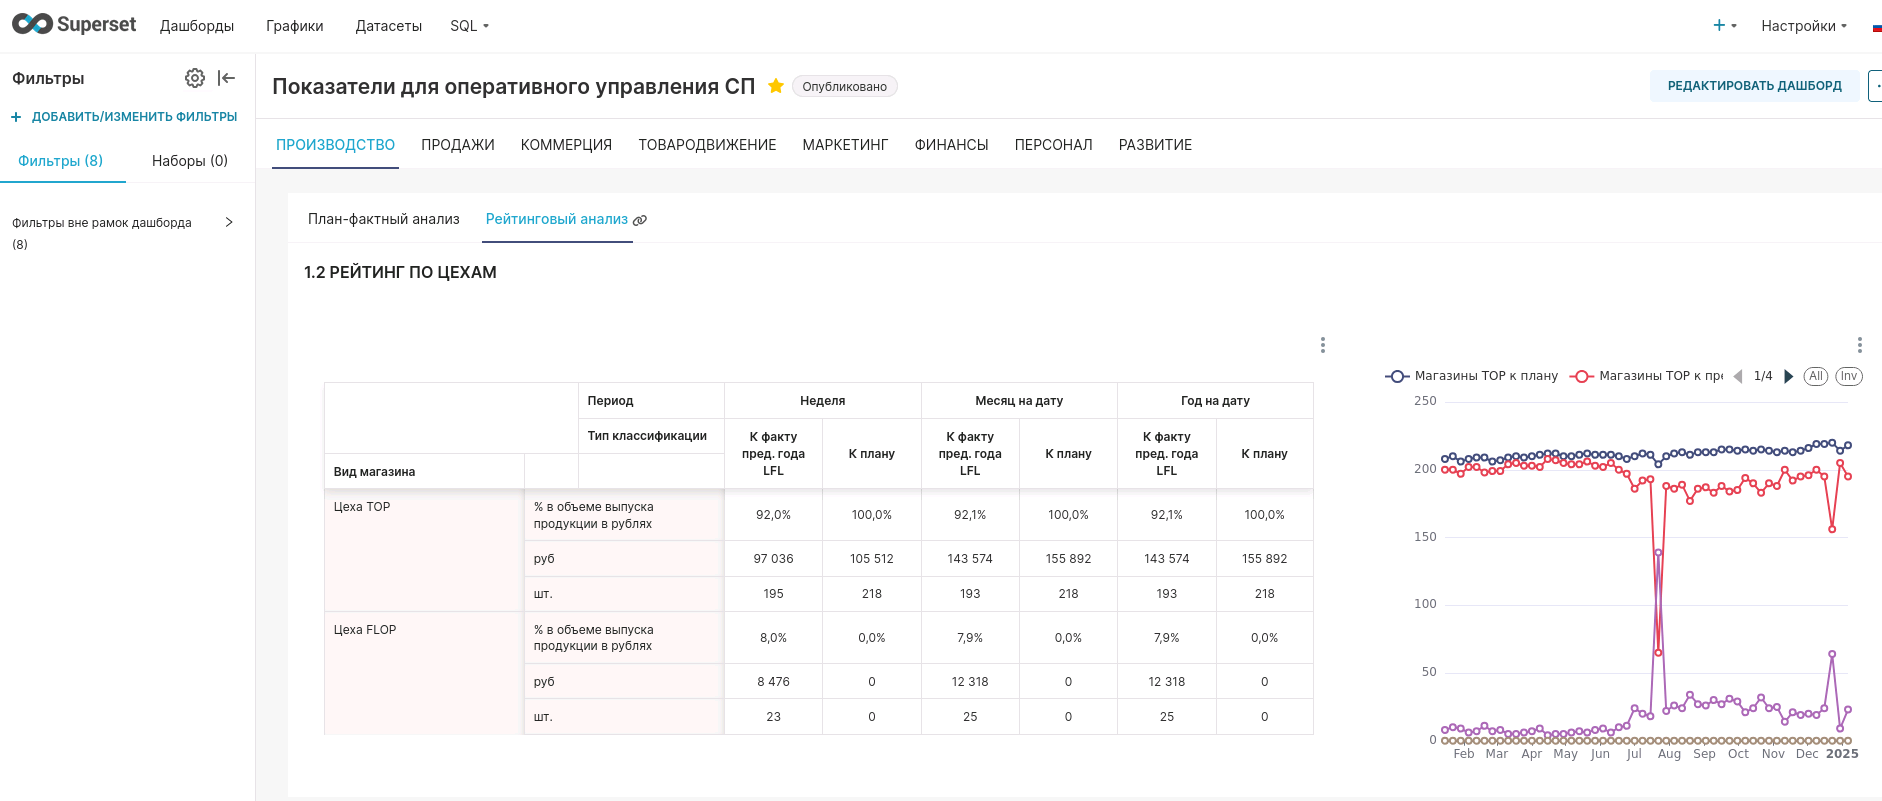 Superset Дашборды Графики Датасеты SQL + Настройки
Фильтры
+ ДОБАВИТЬ/ИЗМЕНИТЬ ФИЛЬТРЫ
Фильтры (8) Наборы (0)
Фильтры вне рамок дашборда
(8)
Показатели для оперативного управления СП Опубликовано РЕДАКТИРОВАТЬ ДАШБОРД
ПРОИЗВОДСТВО ПРОДАЖИ КОММЕРЦИЯ ТОВАРОДВИЖЕНИЕ МАРКЕТИНГ ФИНАНСЫ ПЕРСОНАЛ РАЗВИТИЕ
План-фактный анализ Рейтинговый анализ
1.2 РЕЙТИНГ ПО ЦЕХАМ
Период Неделя Месяц на дату Год на дату
Тип классификации К факту пред. года LFL К плану К факту пред. года LFL К плану К факту пред. года LFL К плану
Вид магазина
Цеха TOP % в объеме выпуска продукции в рублях 92,0% 100,0% 92,1% 100,0% 92,1% 100,0%
руб 97 036 105 512 143 574 155 892 143 574 155 892
шт. 195 218 193 218 193 218
Цеха FLOP % в объеме выпуска продукции в рублях 8,0% 0,0% 7,9% 0,0% 7,9% 0,0%
руб 8 476 0 12 318 0 12 318 0
шт. 23 0 25 0 25 0
Магазины TOP к плану Магазины TOP к пре 1/4 All Inv
250
200
150
100
50
0
Feb Mar Apr May Jun Jul Aug Sep Oct Nov Dec 2025